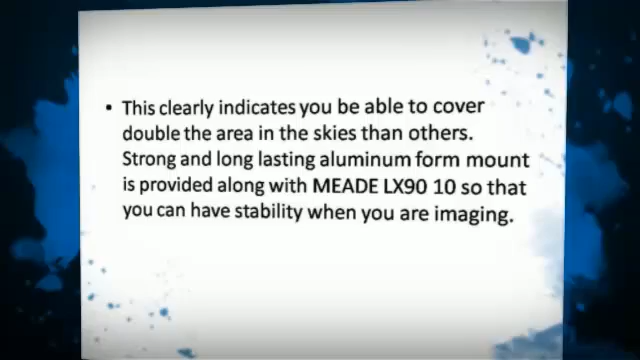 • This clearly indicates you be able to cover
double the area in the skies than others.
Strong and long lasting aluminum form mount
is provided along with MEADE LX90 10 so that
you can have stability when you are imaging.